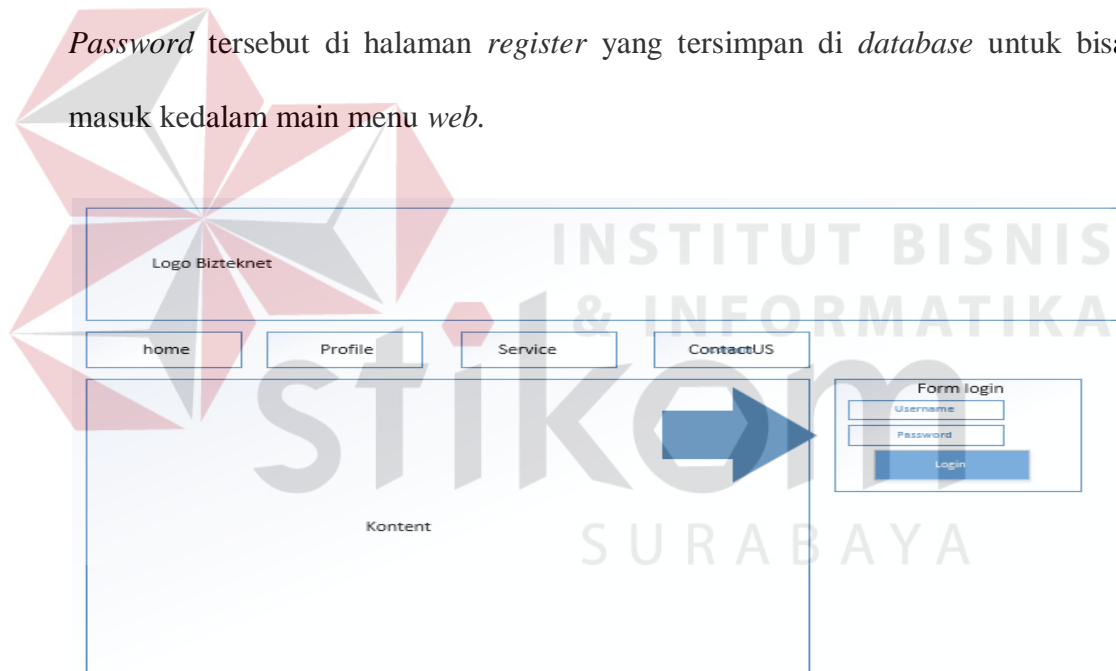 Password tersebut di halaman register yang tersimpan di database untuk bisa
masuk kedalam main menu web.
INSTITUT BISNIS
Logo Bizteknet
& INFORMATIKA
home Profile Service ContactUS
stikom
Form login
Username
Password
Login
Kontent
SURABAYA